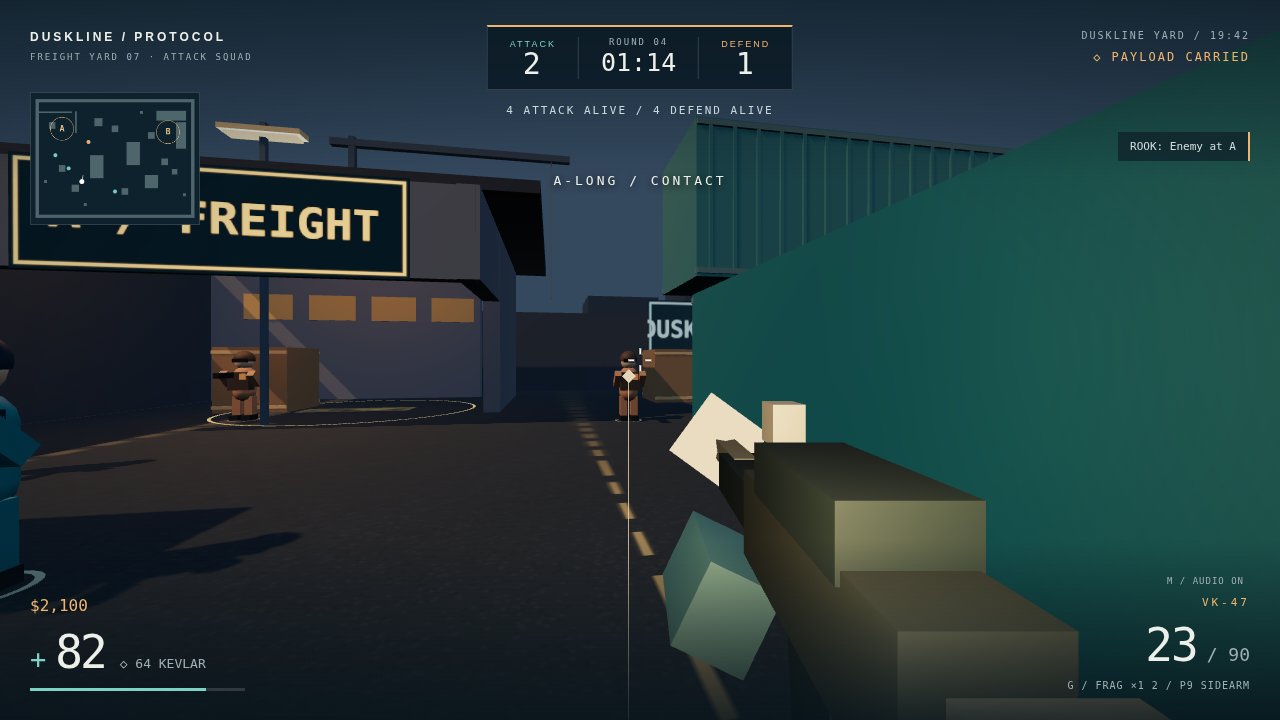 DUSKLINE / PROTOCOL
FREIGHT YARD 07 · ATTACK SQUAD
ATTACK
2
ROUND 04
01:14
DEFEND
1
4 ATTACK ALIVE / 4 DEFEND ALIVE
DUSKLINE YARD / 19:42
◇ PAYLOAD CARRIED
ROOK: Enemy at A
A
B
A-LONG / CONTACT
/ FREIGHT
DUSK
$2,100
+ 82 ◇ 64 KEVLAR
M / AUDIO ON
VK-47
23 / 90
G / FRAG ×1 2 / P9 SIDEARM